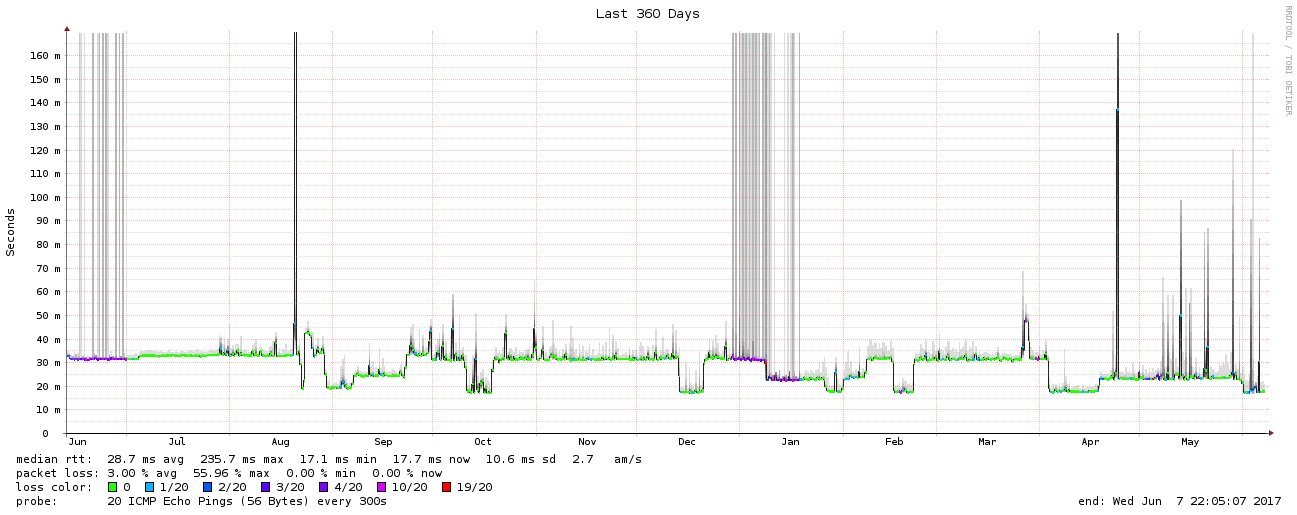 Last 360 Days
RRDTOOL / TOBI OETIKER
Seconds
160 m
150 m
140 m
130 m
120 m
110 m
100 m
90 m
80 m
70 m
60 m
50 m
40 m
30 m
20 m
10 m
0
Jun Jul Aug Sep Oct Nov Dec Jan Feb Mar Apr May
median rtt: 28.7 ms avg 235.7 ms max 17.1 ms min 17.7 ms now 10.6 ms sd 2.7 am/s
packet loss: 3.00 % avg 55.96 % max 0.00 % min 0.00 % now
loss color: 0 1/20 2/20 3/20 4/20 10/20 19/20
probe: 20 ICMP Echo Pings (56 Bytes) every 300s end: Wed Jun 7 22:05:07 2017